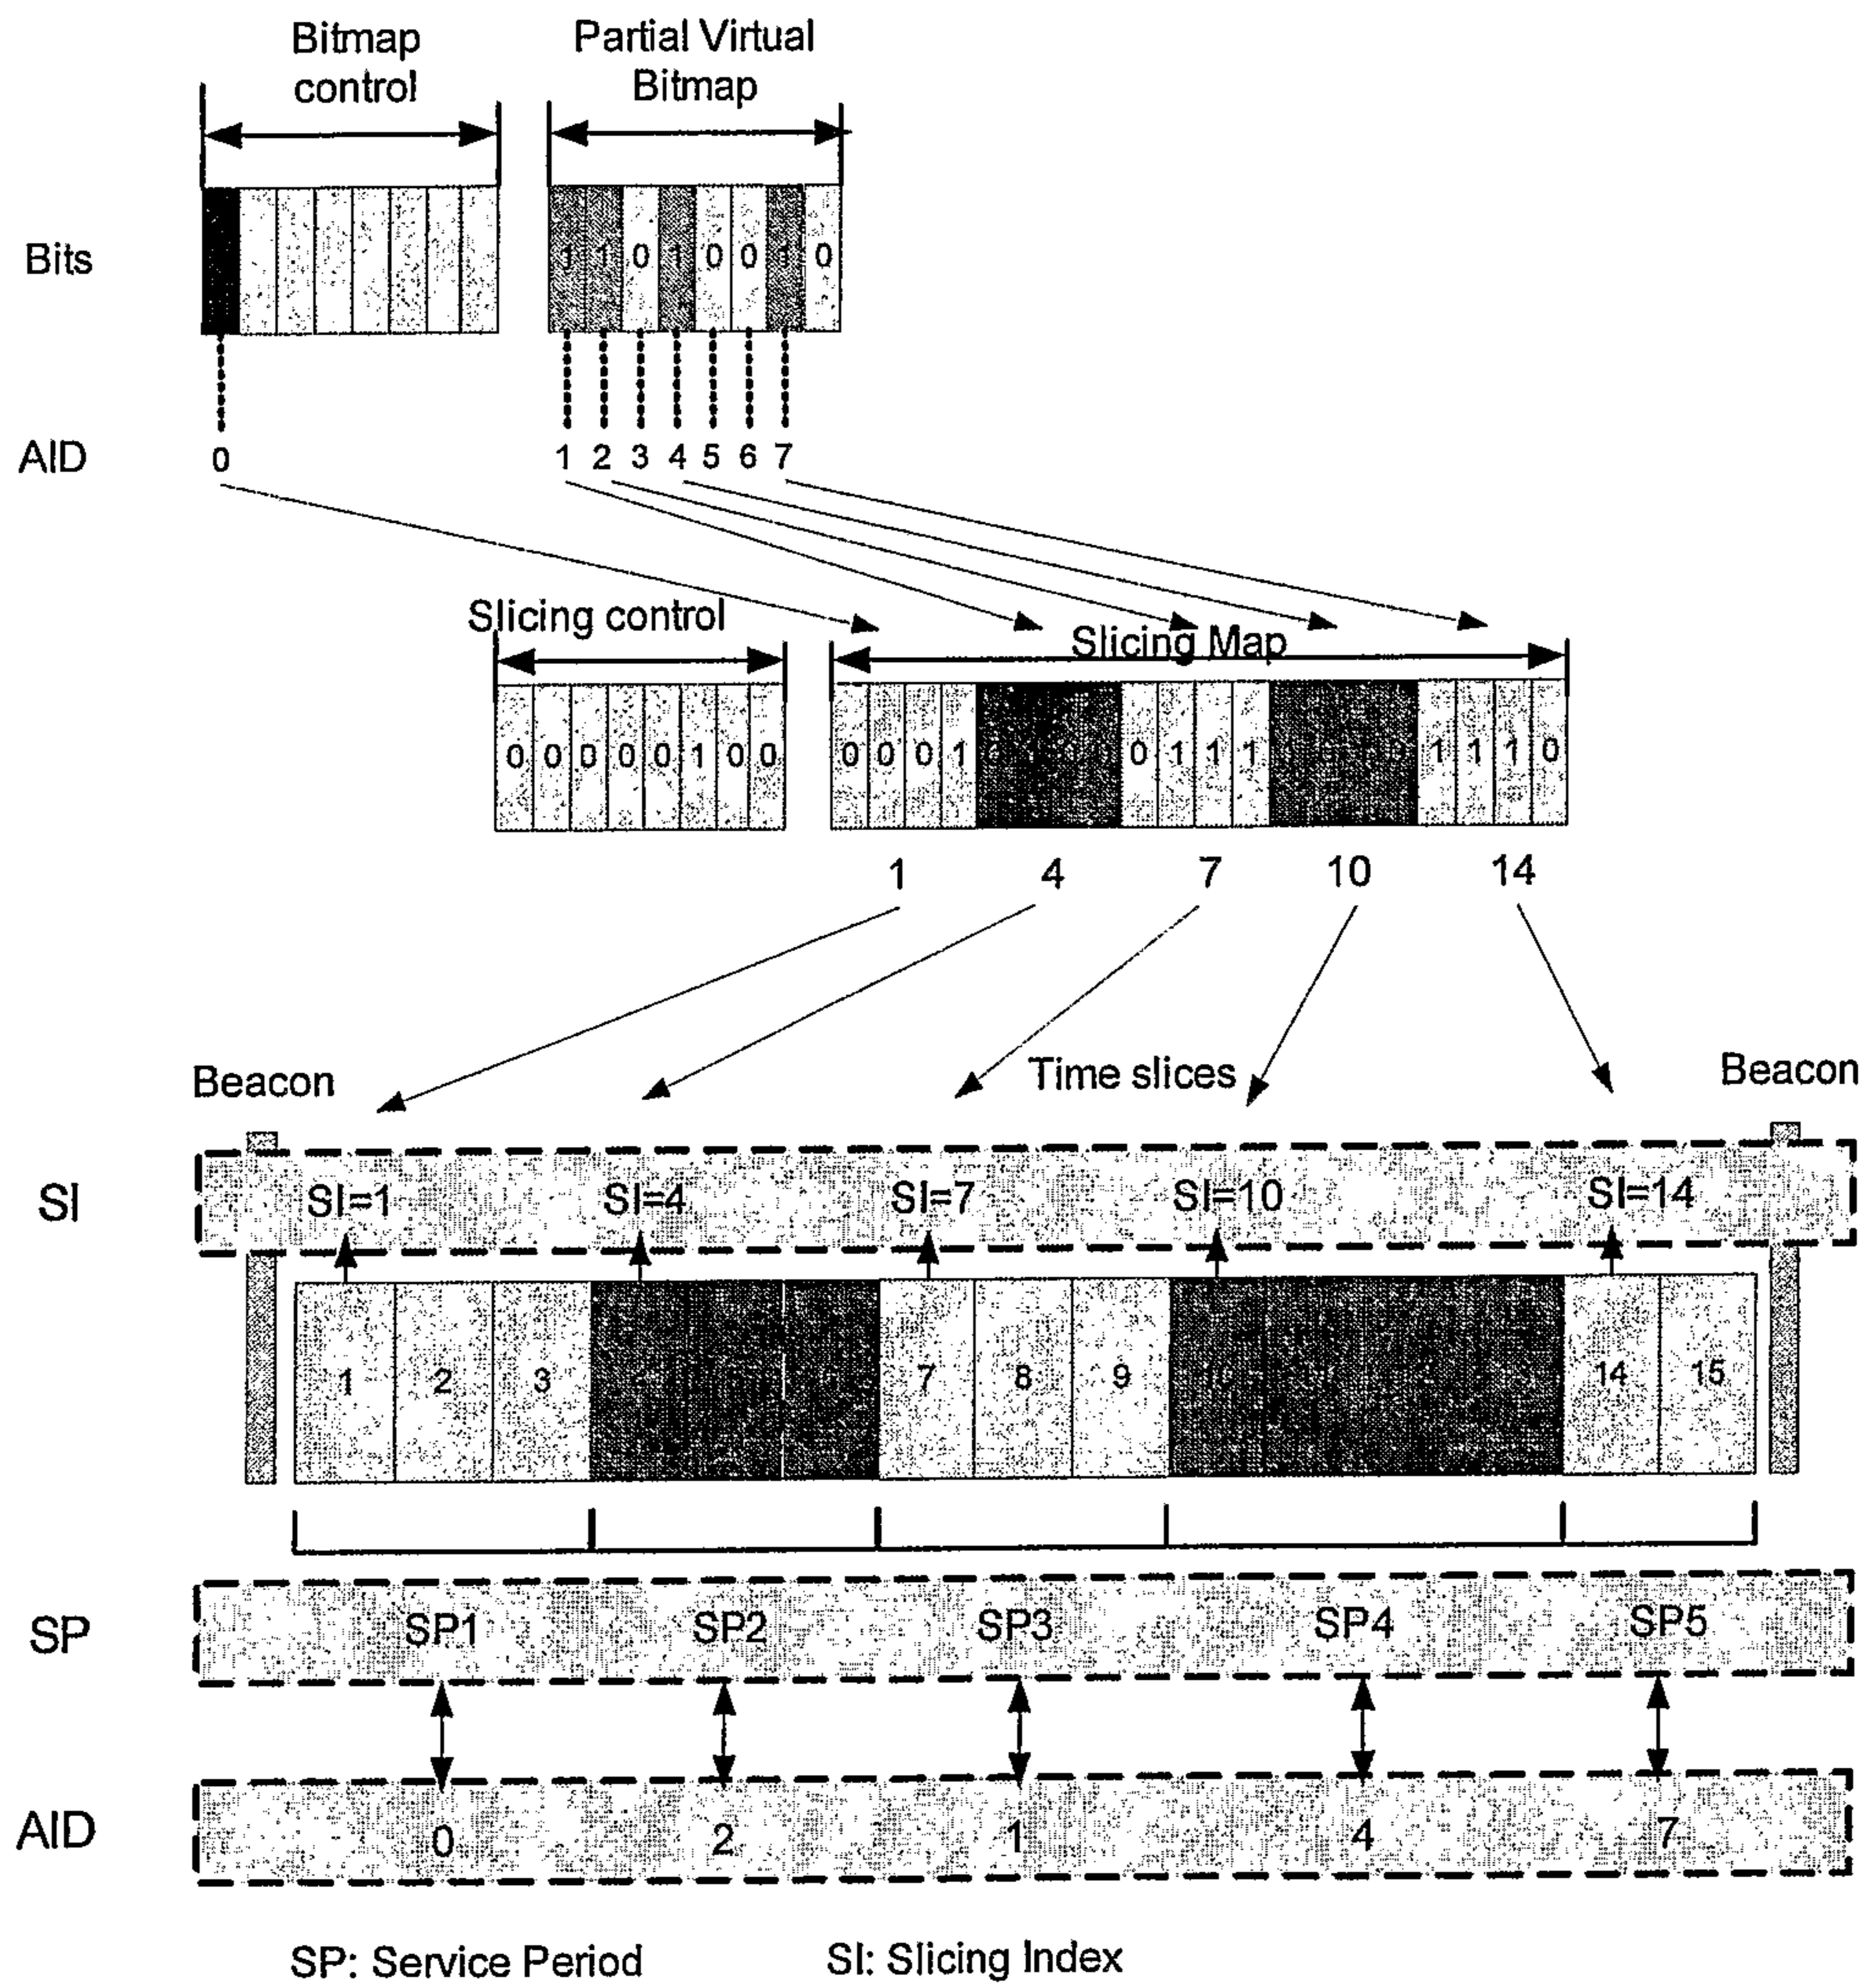 Bitmap
control
Partial Virtual
Bitmap
Bits
1 1 0 1 0 0 1 0
AID
0 1 2 3 4 5 6 7
Slicing control
Slicing Map
0 0 0 0 0 1 0 0
0 0 0 1
0 1 1 1
1 1 1 0
1 4 7 10 14
Beacon
Time slices
Beacon
SI
SI=1 SI=4 SI=7 SI=10 SI=14
1 2 3
7 8 9
10
14 15
SP
SP1 SP2 SP3 SP4 SP5
AID
0 2 1 4 7
SP: Service Period
SI: Slicing Index